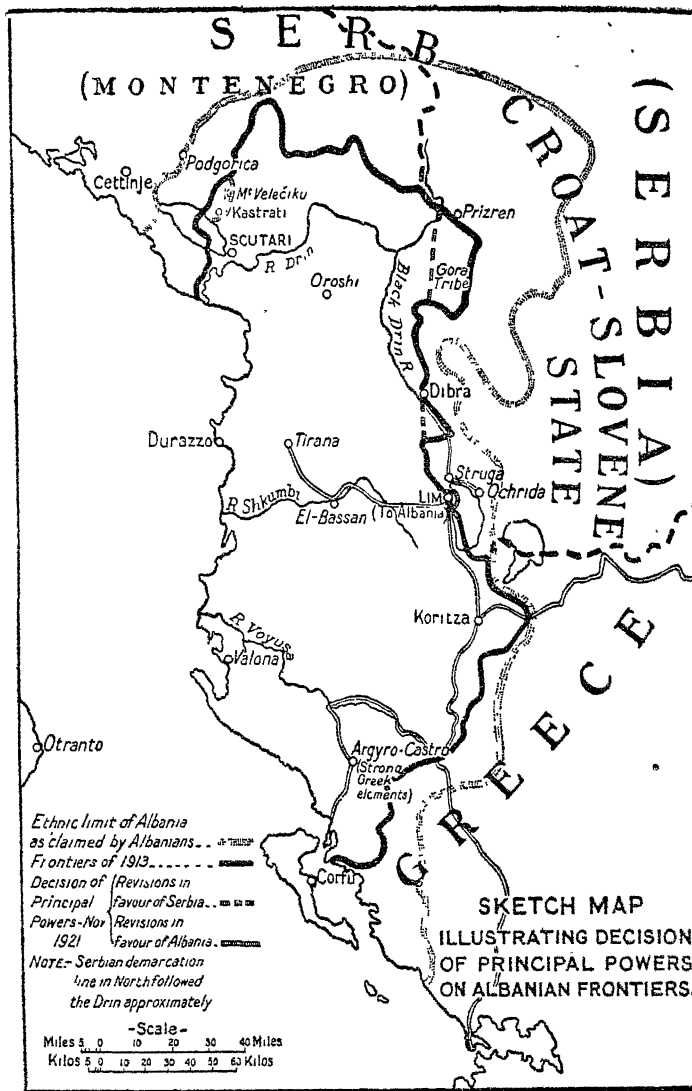 SERB
(MONTENEGRO)
CROAT-SLOVENE
STATE
(SERBIA)
Podgorica
Cettinje
Mt Velečiku
Kastrati
SCUTARI
R Drin
Oroshi
Prizren
Gora
Tribe
Black Drin R
Dibra
Durazzo
Tirana
Struga
Ochrida
LIM
(To Albania)
R Shkumbi
El-Bassan
Koritza
R Voyusa
Valona
GREECE
Otranto
Argyro-Castro
(Strong
Greek
elements)
Corfu
Ethnic limit of Albania
as claimed by Albanians
Frontiers of 1913
Decision of Revisions in
Principal favour of Serbia
Powers-Nov Revisions in
1921 favour of Albania
NOTE:- Serbian demarcation
line in North followed
the Drin approximately
SKETCH MAP
ILLUSTRATING DECISION
OF PRINCIPAL POWERS
ON ALBANIAN FRONTIERS.
-Scale-
Miles 5 0 10 20 30 40 Miles
Kilos 5 0 10 20 30 40 50 60 Kilos